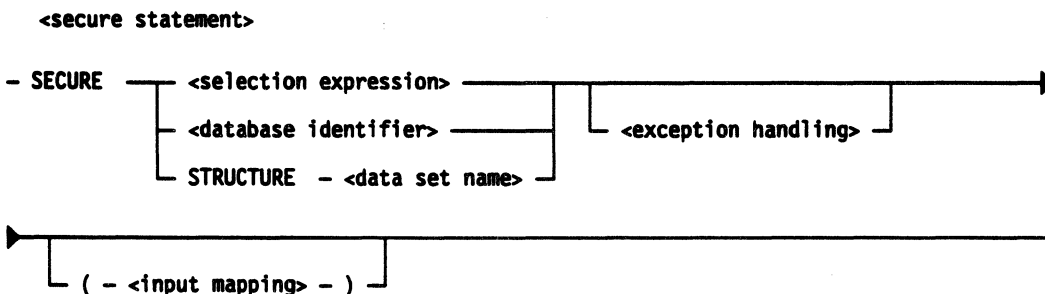 <secure statement>
– SECURE <selection expression>
<database identifier> <exception handling>
STRUCTURE – <data set name>
( – <input mapping> – )